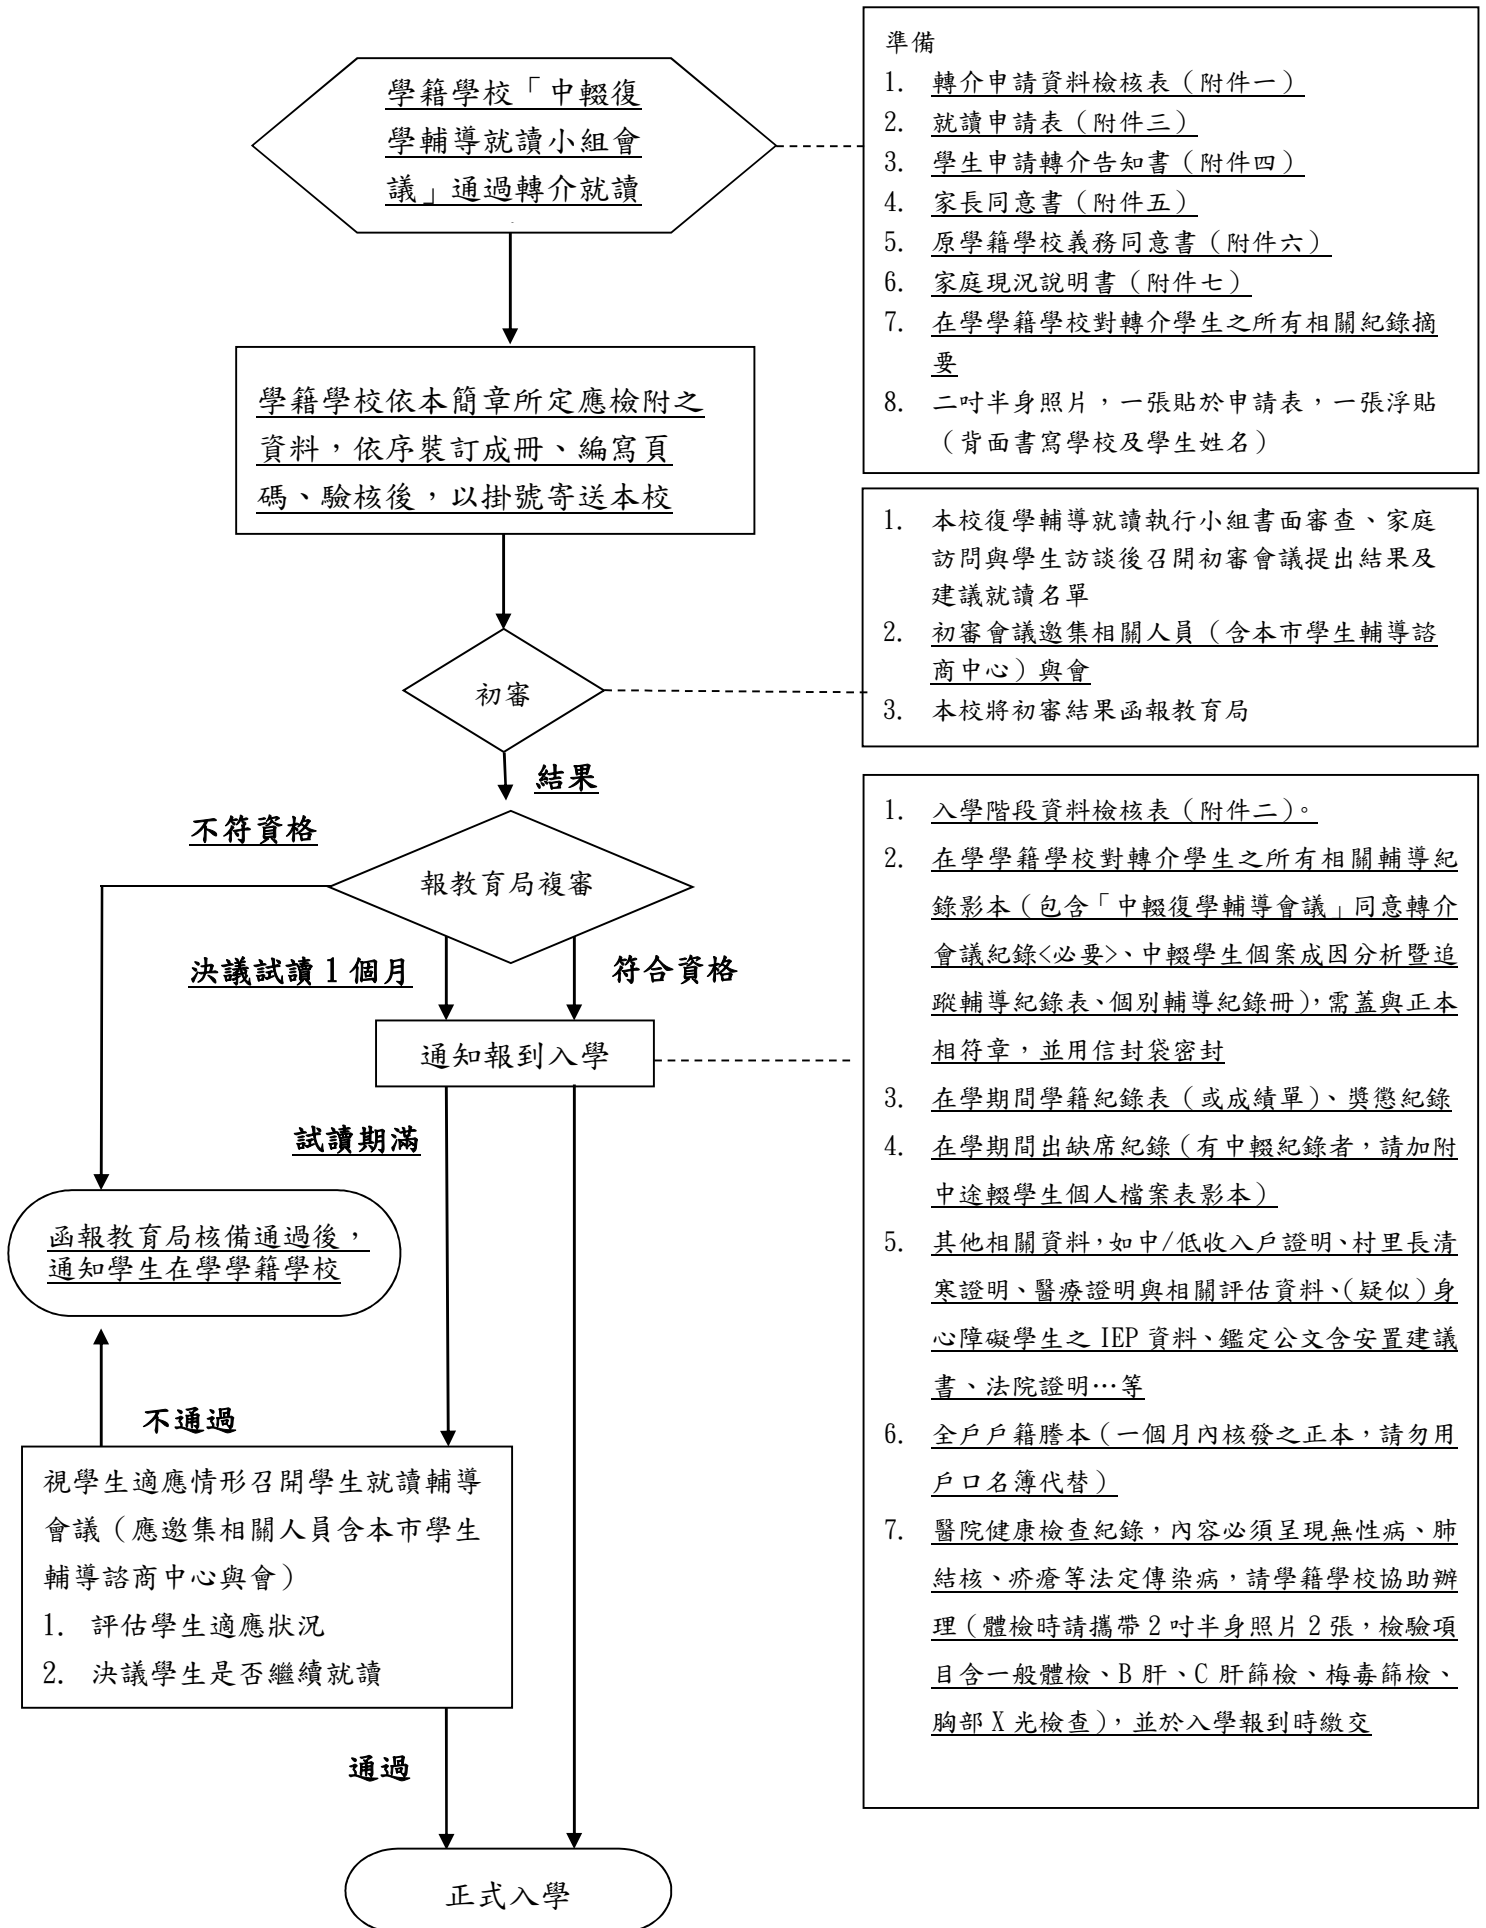 學籍學校「中輟復
學輔導就讀小組會
議」通過轉介就讀
準備
1. 轉介申請資料檢核表（附件一）
2. 就讀申請表（附件三）
3. 學生申請轉介告知書（附件四）
4. 家長同意書（附件五）
5. 原學籍學校義務同意書（附件六）
6. 家庭現況說明書（附件七）
7. 在學學籍學校對轉介學生之所有相關紀錄摘
要
8. 二吋半身照片，一張貼於申請表，一張浮貼
（背面書寫學校及學生姓名）
學籍學校依本簡章所定應檢附之
資料，依序裝訂成冊、編寫頁
碼、驗核後，以掛號寄送本校
1. 本校復學輔導就讀執行小組書面審查、家庭
訪問與學生訪談後召開初審會議提出結果及
建議就讀名單
2. 初審會議邀集相關人員（含本市學生輔導諮
商中心）與會
3. 本校將初審結果函報教育局
初審
結果
不符資格
報教育局複審
決議試讀 1 個月
符合資格
通知報到入學
1. 入學階段資料檢核表（附件二）。
2. 在學學籍學校對轉介學生之所有相關輔導紀
錄影本（包含「中輟復學輔導會議」同意轉介
會議紀錄<必要>、中輟學生個案成因分析暨追
蹤輔導紀錄表、個別輔導紀錄冊），需蓋與正本
相符章，並用信封袋密封
3. 在學期間學籍紀錄表（或成績單）、獎懲紀錄
4. 在學期間出缺席紀錄（有中輟紀錄者，請加附
中途輟學生個人檔案表影本）
5. 其他相關資料，如中/低收入戶證明、村里長清
寒證明、醫療證明與相關評估資料、（疑似）身
心障礙學生之 IEP 資料、鑑定公文含安置建議
書、法院證明…等
6. 全戶戶籍謄本（一個月內核發之正本，請勿用
戶口名簿代替）
7. 醫院健康檢查紀錄，內容必須呈現無性病、肺
結核、疥瘡等法定傳染病，請學籍學校協助辦
理（體檢時請攜帶 2 吋半身照片 2 張，檢驗項
目含一般體檢、B 肝、C 肝篩檢、梅毒篩檢、
胸部 X 光檢查），並於入學報到時繳交
試讀期滿
函報教育局核備通過後，
通知學生在學學籍學校
不通過
視學生適應情形召開學生就讀輔導
會議（應邀集相關人員含本市學生
輔導諮商中心與會）
1. 評估學生適應狀況
2. 決議學生是否繼續就讀
通過
正式入學